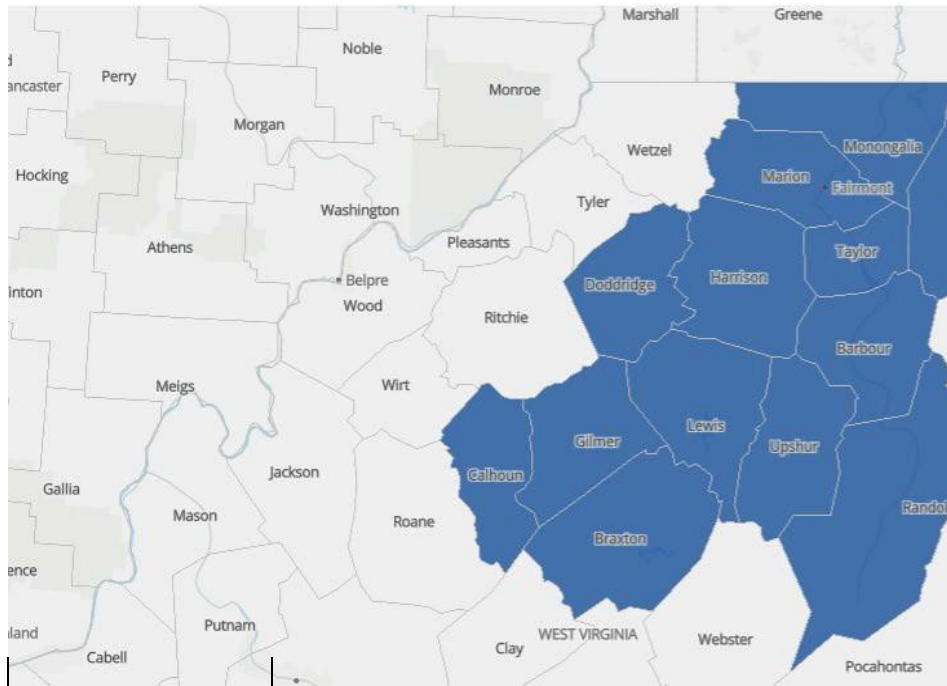 Marshall
Greene
Noble
d
ancaster
Perry
Monroe
Morgan
Monongalia
Wetzel
Hocking
Marion
Fairmont
Tyler
Washington
Athens
Pleasants
Taylor
Belpre
Doddridge
Harrison
inton
Wood
Ritchie
Barbour
Meigs
Wirt
Lewis
Gilmer
Upshur
Jackson
Calhoun
Gallia
Mason
Roane
Randol
Braxton
ence
Putnam
hland
WEST VIRGINIA
Webster
Clay
Cabell
Pocahontas